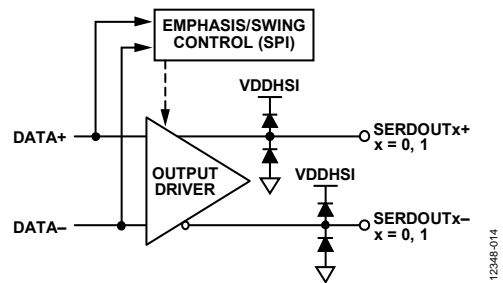 EMPHASIS/SWING
CONTROL (SPI)
VDDHSI
DATA+
SERDOUTx+
x = 0, 1
OUTPUT
DRIVER
VDDHSI
DATA–
SERDOUTx–
x = 0, 1
12348-014